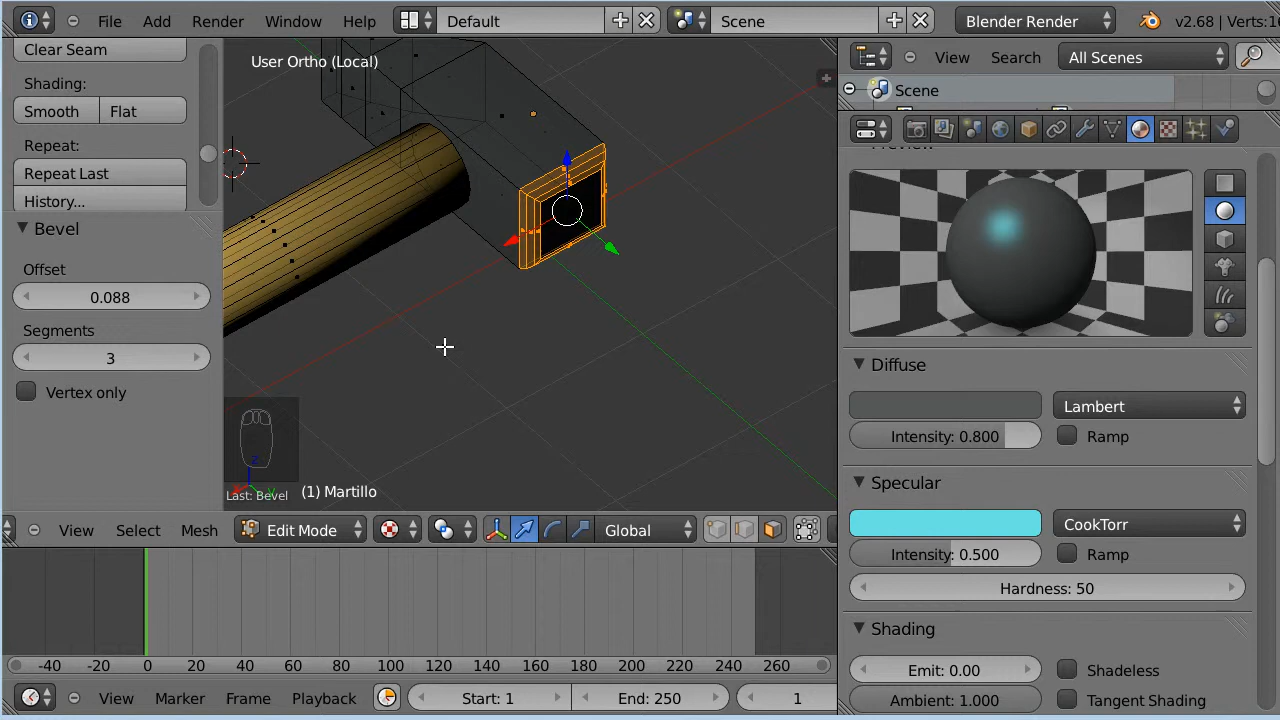 File Add Render Window Help Default Scene Blender Render v2.68 | Verts:1
Clear Seam
Shading:
Smooth Flat
Repeat:
Repeat Last
History...
Bevel
Offset
0.088
Segments
3
Vertex only
User Ortho (Local)
z
Last: Bevel
(1) Martillo
View Select Mesh Edit Mode Global
-40 -20 0 20 40 60 80 100 120 140 160 180 200 220 240 260
View Marker Frame Playback Start: 1 End: 250 1
View Search All Scenes
Scene
Preview
Diffuse
Lambert
Intensity: 0.800 Ramp
Specular
CookTorr
Intensity: 0.500 Ramp
Hardness: 50
Shading
Emit: 0.00 Shadeless
Ambient: 1.000 Tangent Shading